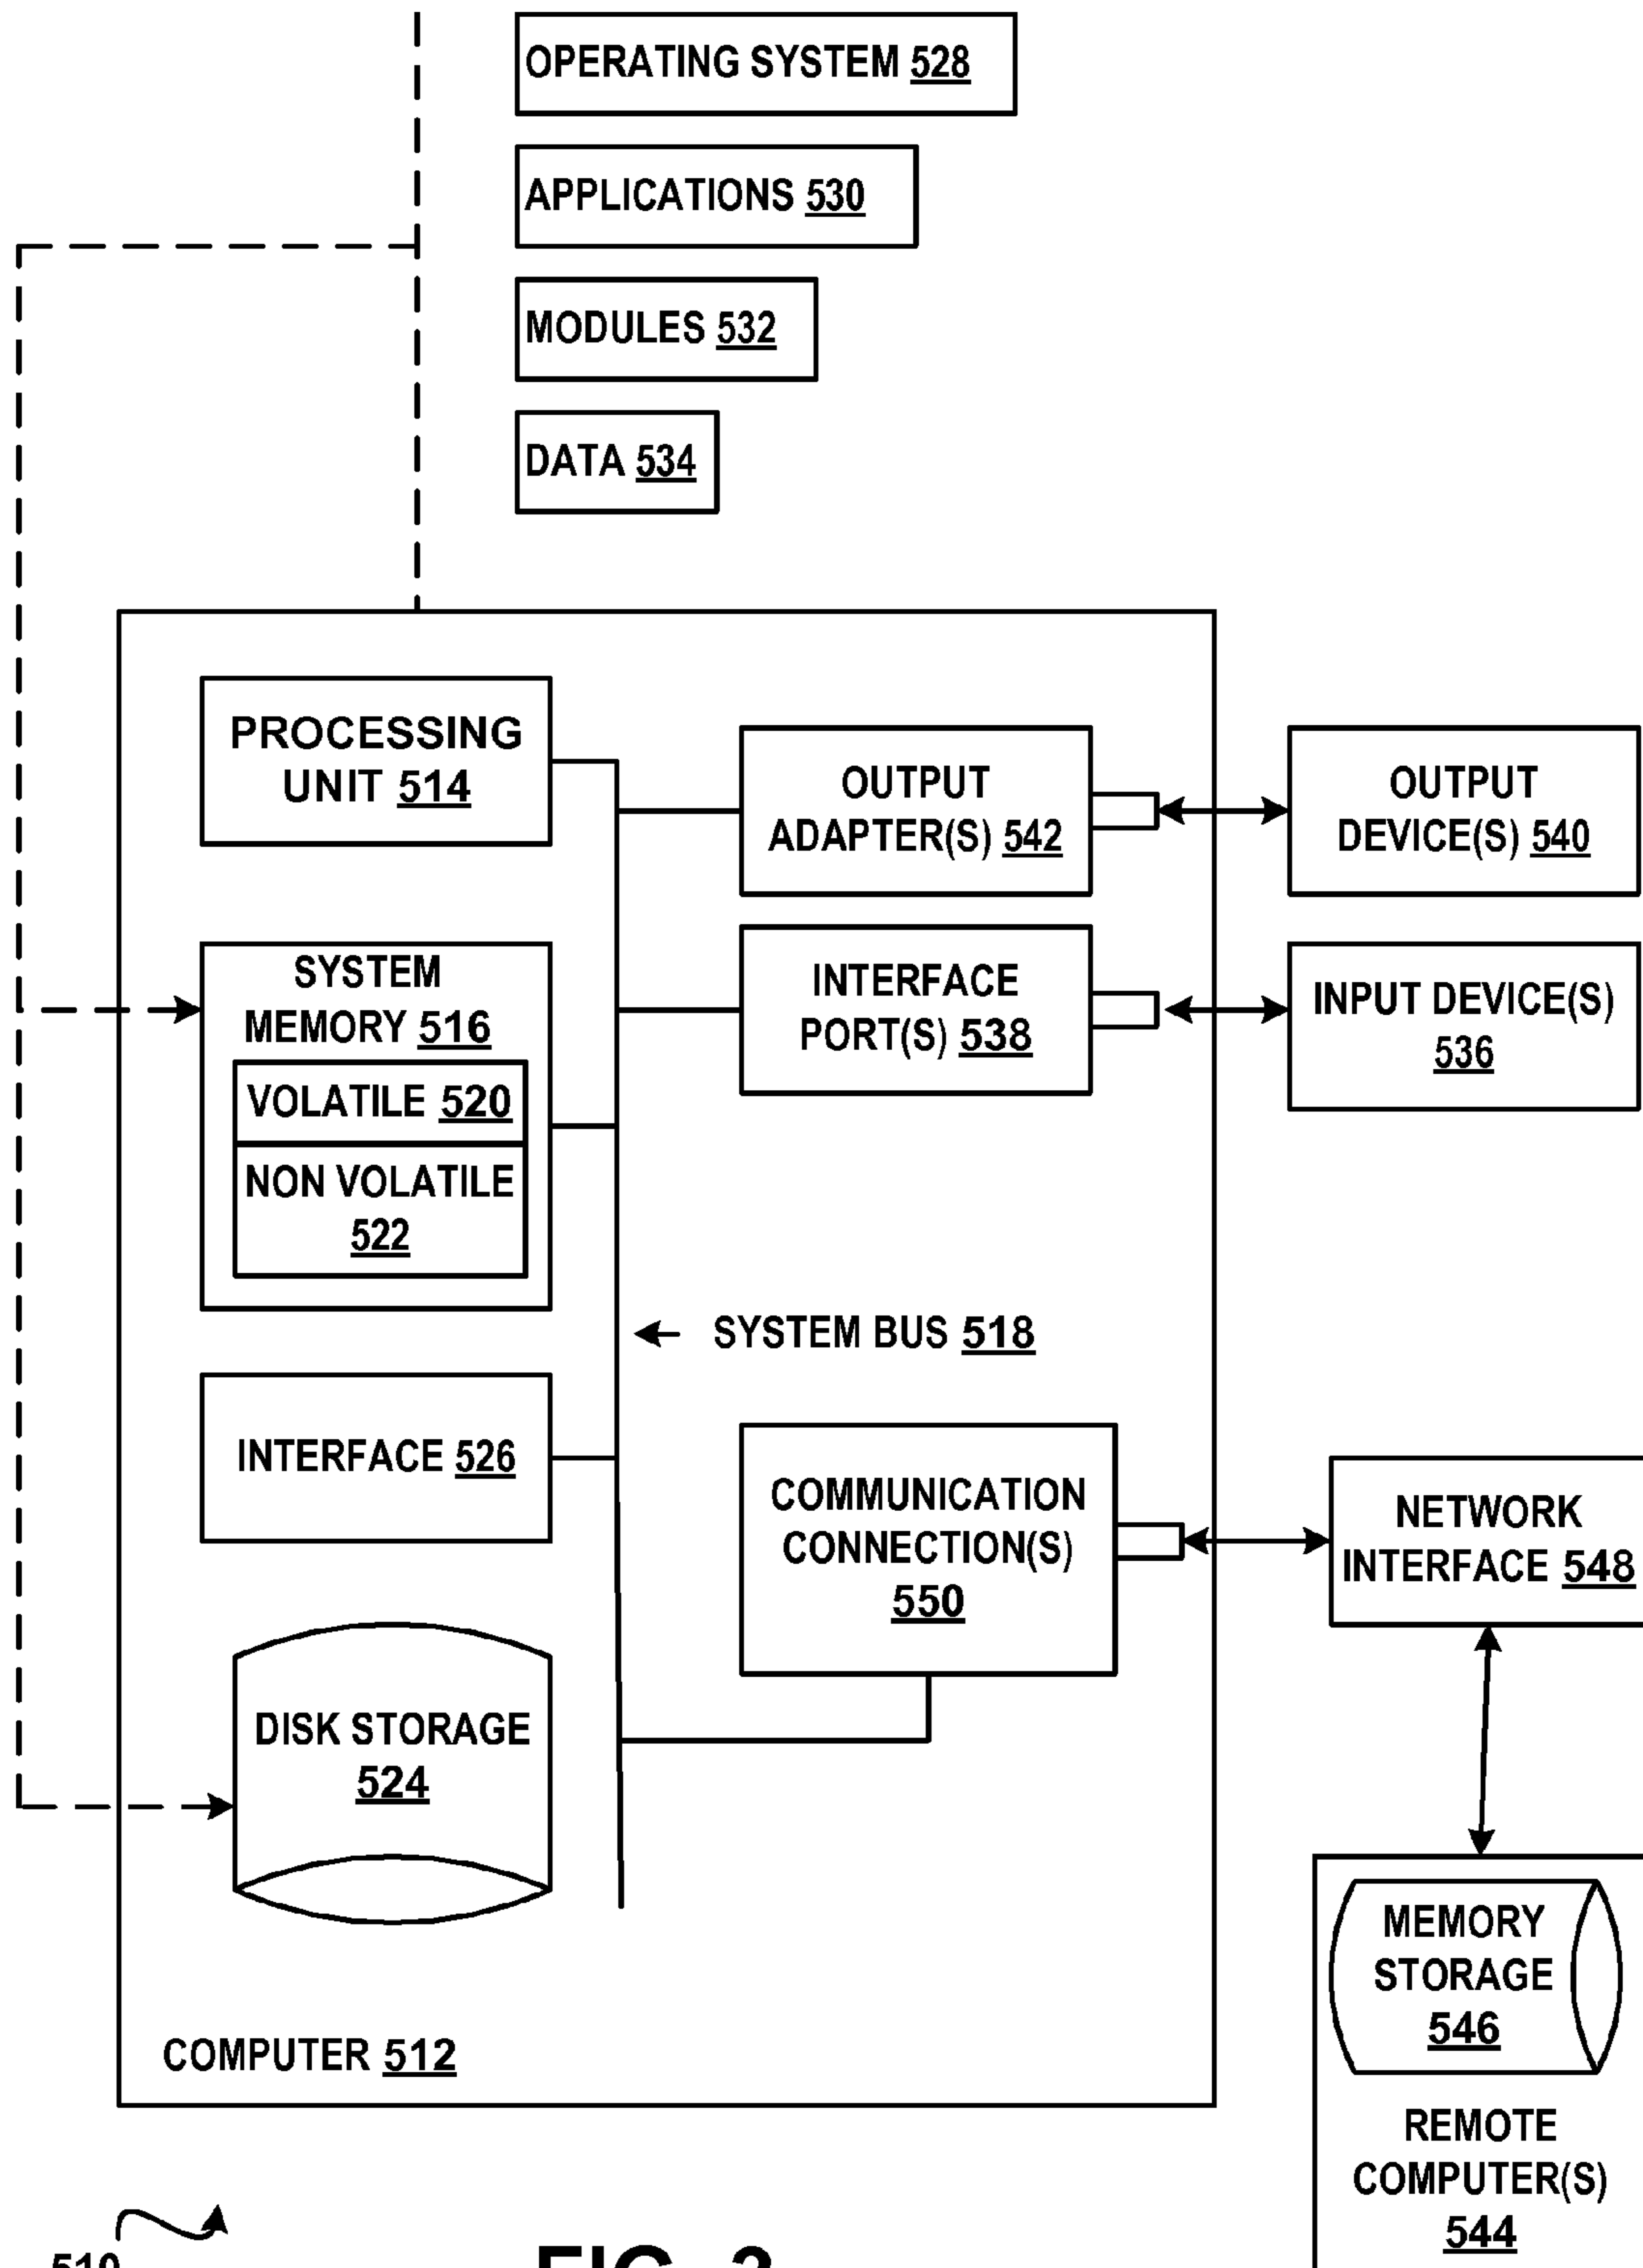 OPERATING SYSTEM 528
APPLICATIONS 530
MODULES 532
DATA 534
PROCESSING
UNIT 514
OUTPUT
ADAPTER(S) 542
OUTPUT
DEVICE(S) 540
SYSTEM
MEMORY 516
VOLATILE 520
NON VOLATILE
522
INTERFACE
PORT(S) 538
INPUT DEVICE(S)
536
SYSTEM BUS 518
INTERFACE 526
COMMUNICATION
CONNECTION(S)
550
NETWORK
INTERFACE 548
DISK STORAGE
524
MEMORY
STORAGE
546
REMOTE
COMPUTER(S)
544
COMPUTER 512
510
FIG.